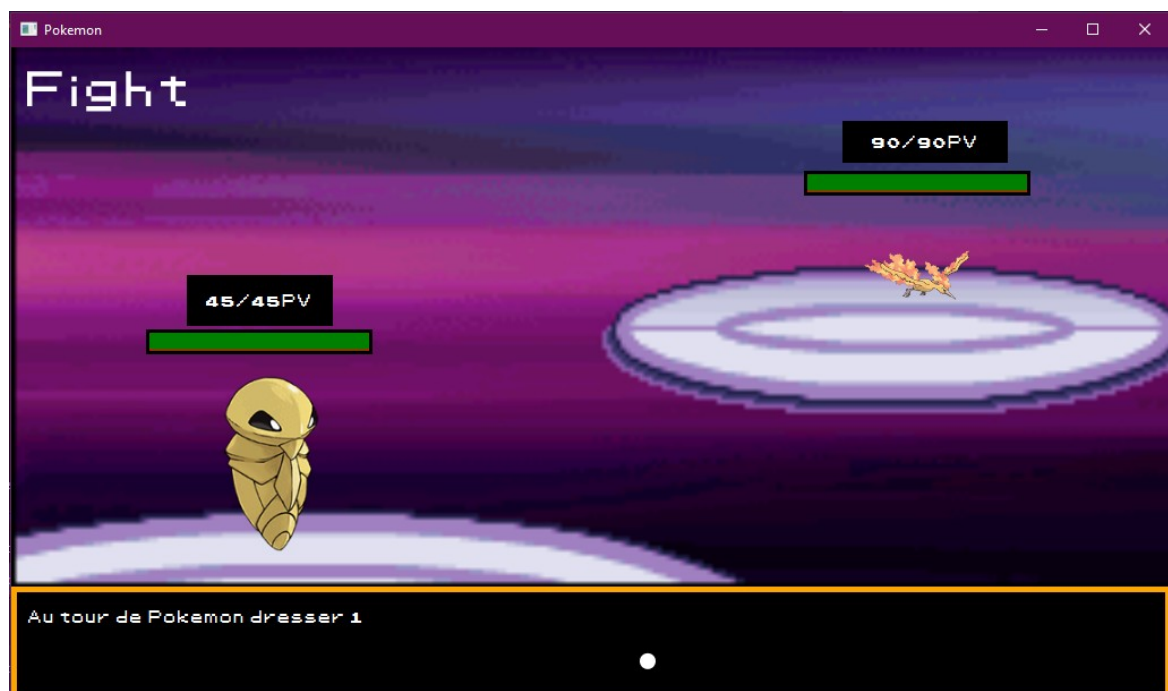 Pokemon
Fight
90/90PV
45/45PV
Au tour de Pokemon dresser 1